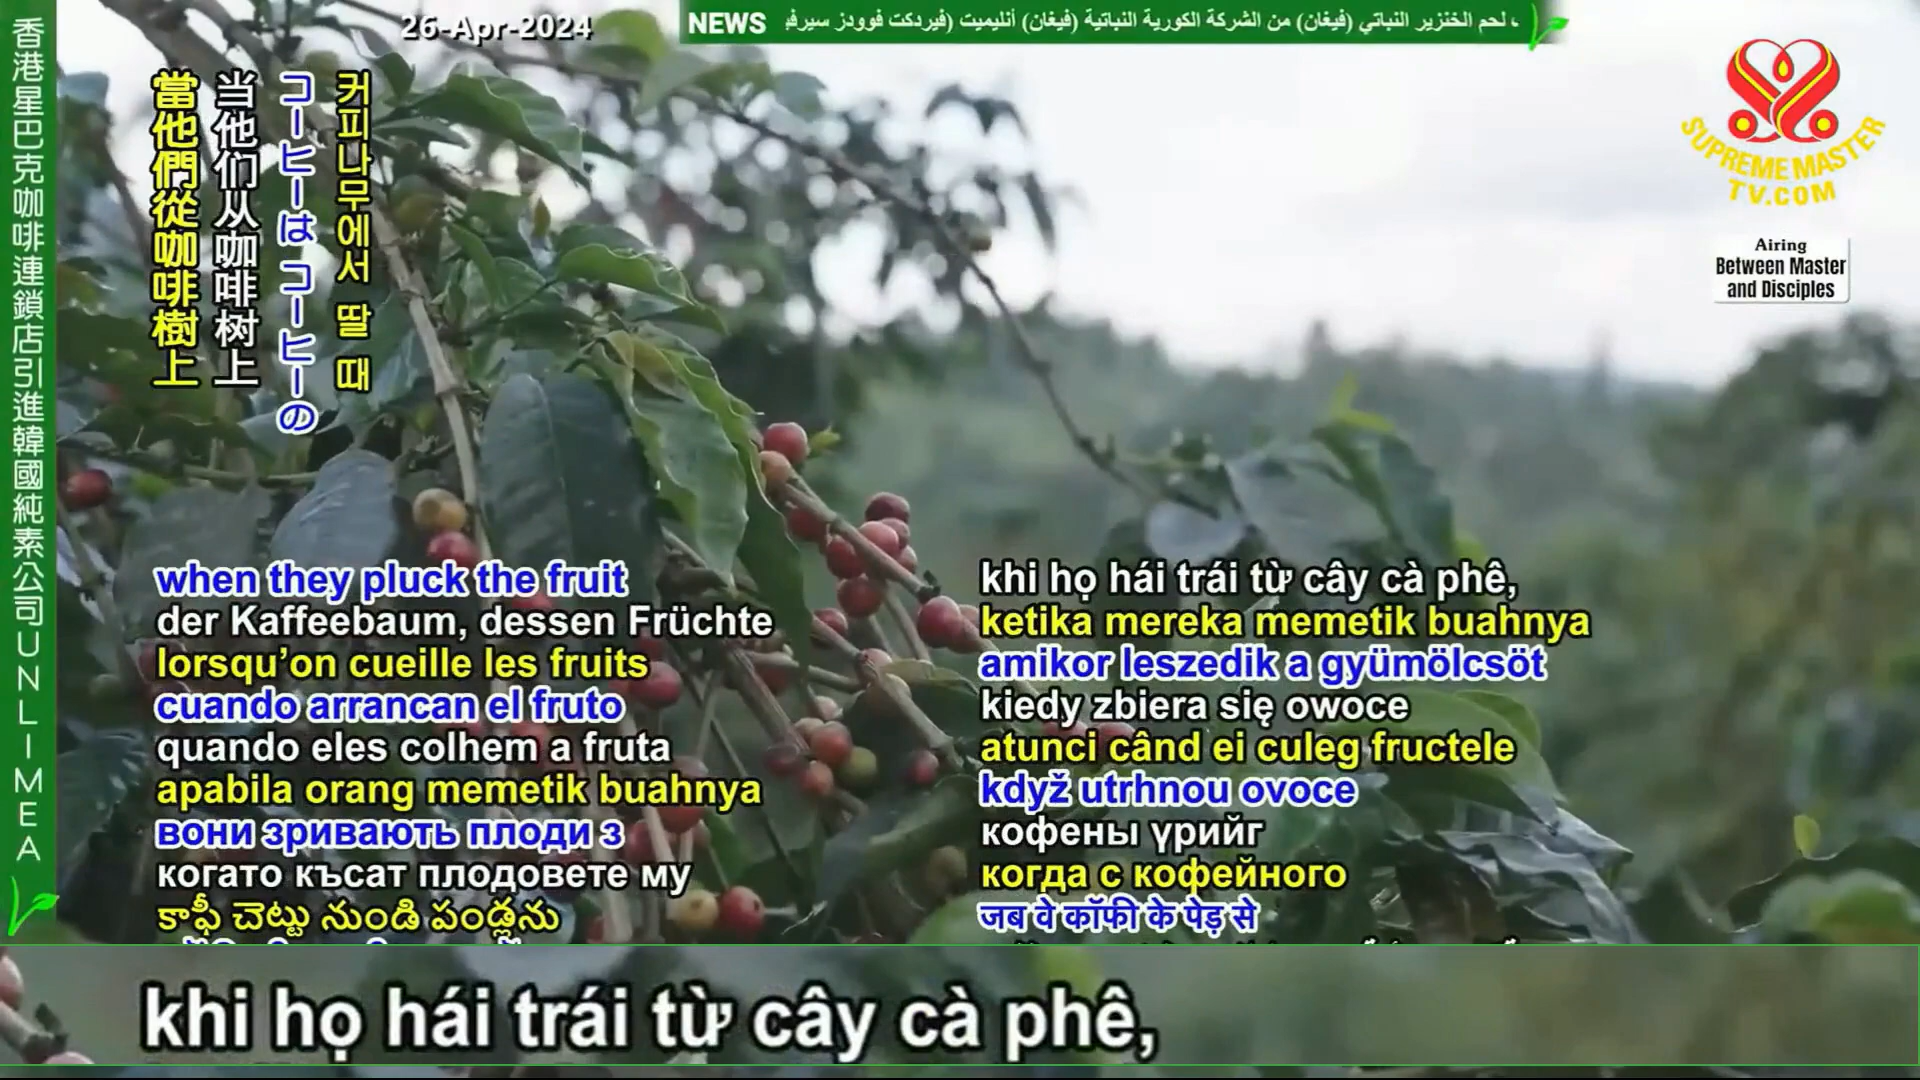 26-Apr-2024
NEWS
، لحم الخنزير النباتي (فيغان) من الشركة الكورية النباتية (فيغان) أنليميت (فيردكت فوودز سيرفي
SUPREME MASTER
TV.COM
Airing
Between Master
and Disciples
香港星巴克咖啡連鎖店引進韓國純素公司UNLIMEA
當他們從咖啡樹上
当他们从咖啡树上
コーヒーは コーヒーの
커피나무에서 딸 때
when they pluck the fruit
der Kaffeebaum, dessen Früchte
lorsqu’on cueille les fruits
cuando arrancan el fruto
quando eles colhem a fruta
apabila orang memetik buahnya
вони зривають плоди з
когато късат плодовете му
కాఫీ చెట్టు నుండి పండ్లను
khi họ hái trái từ cây cà phê,
ketika mereka memetik buahnya
amikor leszedik a gyümölcsöt
kiedy zbiera się owoce
atunci când ei culeg fructele
když utrhnou ovoce
кофены үрийг
когда с кофейного
जब वे कॉफी के पेड़ से
khi họ hái trái từ cây cà phê,